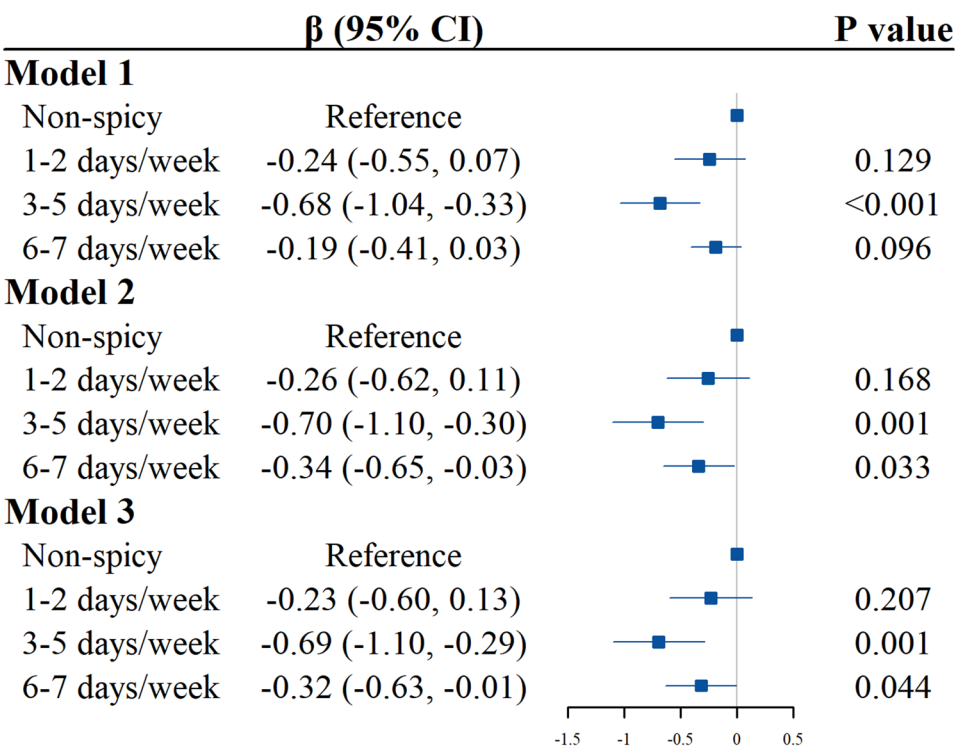 β (95% CI) P value
Model 1
Non-spicy Reference
1-2 days/week -0.24 (-0.55, 0.07) 0.129
3-5 days/week -0.68 (-1.04, -0.33) <0.001
6-7 days/week -0.19 (-0.41, 0.03) 0.096
Model 2
Non-spicy Reference
1-2 days/week -0.26 (-0.62, 0.11) 0.168
3-5 days/week -0.70 (-1.10, -0.30) 0.001
6-7 days/week -0.34 (-0.65, -0.03) 0.033
Model 3
Non-spicy Reference
1-2 days/week -0.23 (-0.60, 0.13) 0.207
3-5 days/week -0.69 (-1.10, -0.29) 0.001
6-7 days/week -0.32 (-0.63, -0.01) 0.044
-1.5 -1 -0.5 0 0.5